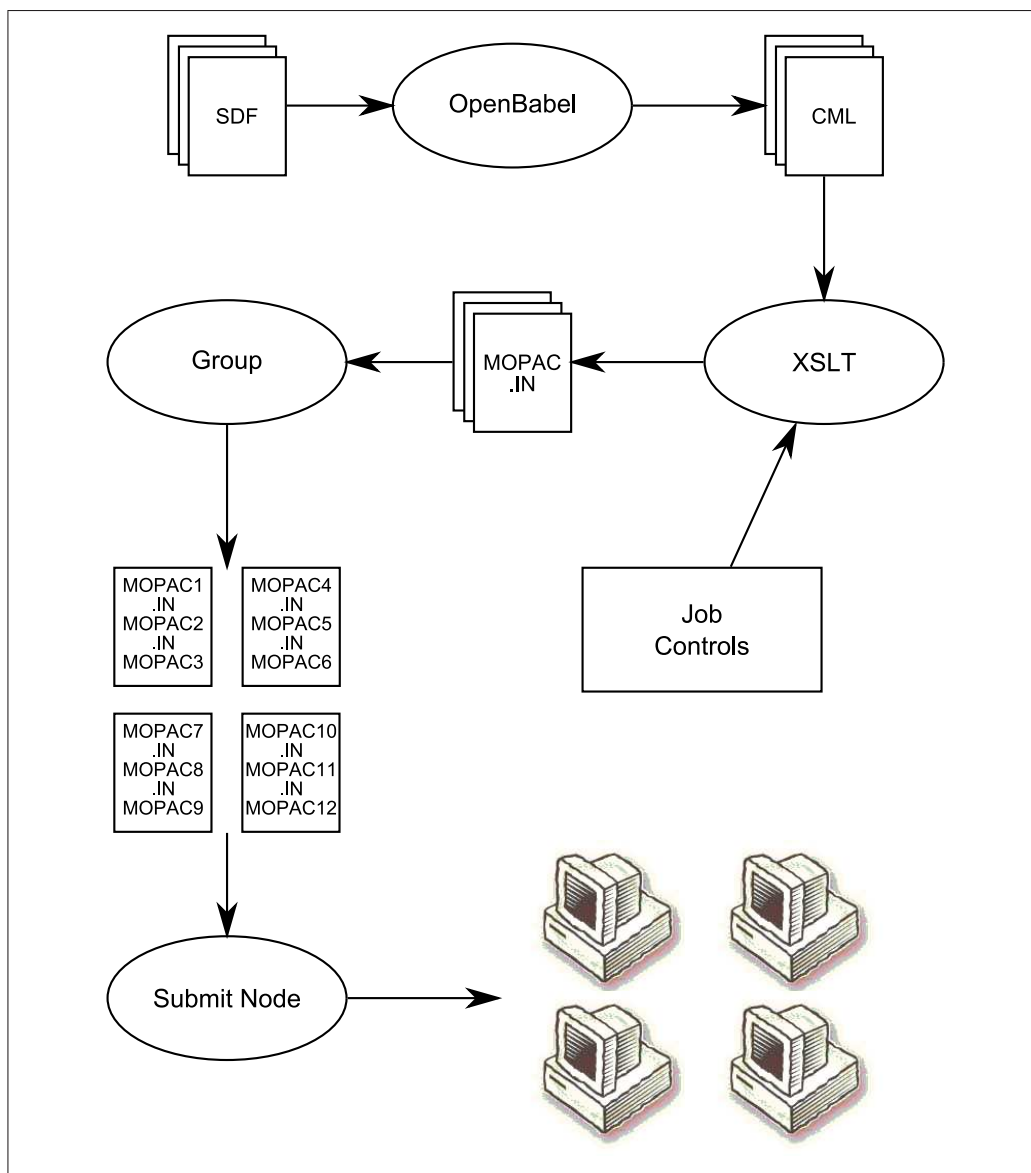 SDF
OpenBabel
CML
Group
MOPAC
.IN
XSLT
MOPAC1
.IN
MOPAC2
.IN
MOPAC3
MOPAC4
.IN
MOPAC5
.IN
MOPAC6
Job
Controls
MOPAC7
.IN
MOPAC8
.IN
MOPAC9
MOPAC10
.IN
MOPAC11
.IN
MOPAC12
Submit Node